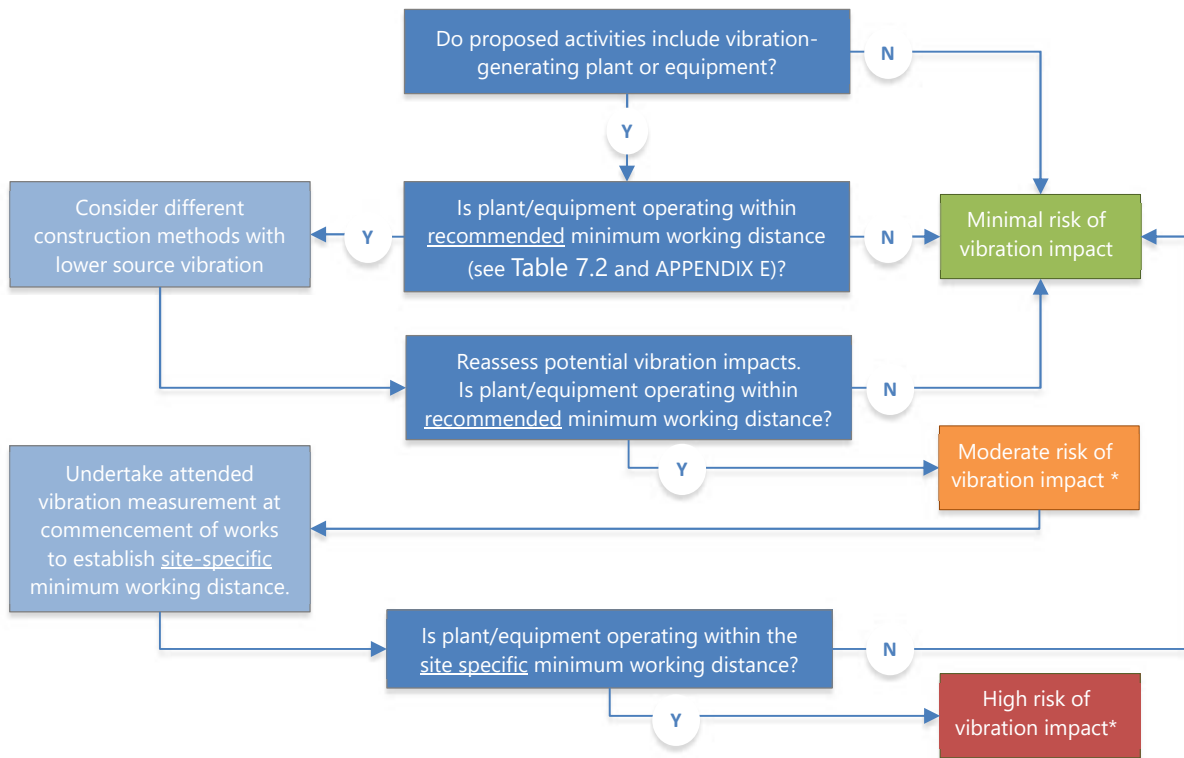 Do proposed activities include vibration-
generating plant or equipment?
N
Y
Consider different
construction methods with
lower source vibration
Y
Is plant/equipment operating within
recommended minimum working distance
(see Table 7.2 and APPENDIX E)?
N
Minimal risk of
vibration impact
Reassess potential vibration impacts.
Is plant/equipment operating within
recommended minimum working distance?
N
Y
Moderate risk of
vibration impact *
Undertake attended
vibration measurement at
commencement of works
to establish site-specific
minimum working distance.
Is plant/equipment operating within the
site specific minimum working distance?
N
Y
High risk of
vibration impact*